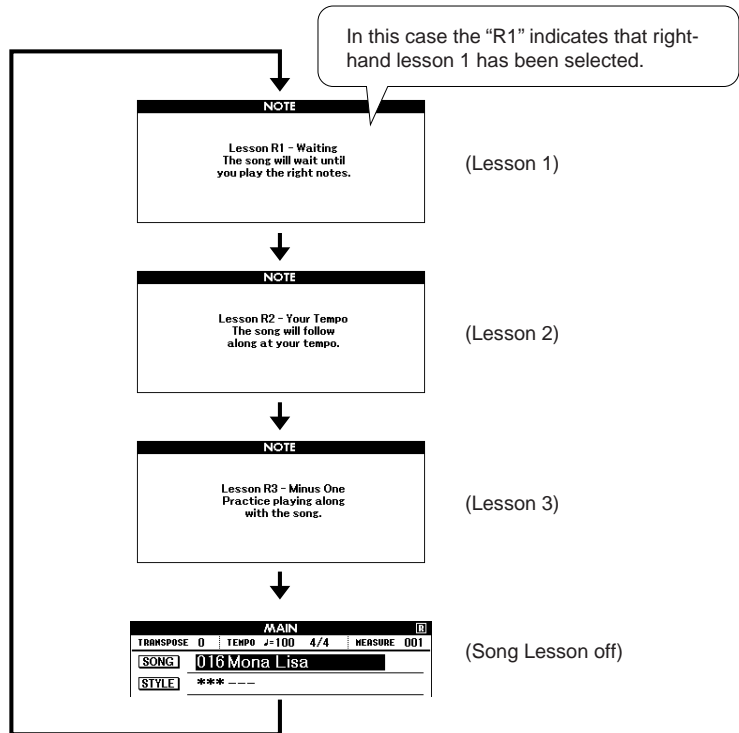 In this case the “R1” indicates that right-
hand lesson 1 has been selected.
NOTE
Lesson R1 - Waiting
The song will wait until
you play the right notes.
(Lesson 1)
NOTE
Lesson R2 - Your Tempo
The song will follow
along at your tempo.
(Lesson 2)
NOTE
Lesson R3 - Minus One
Practice playing along
with the song.
(Lesson 3)
MAIN R
TRANSPOSE 0 TEMPO ♩=100 4/4 MEASURE 001
SONG 016 Mona Lisa
STYLE *** ---
(Song Lesson off)